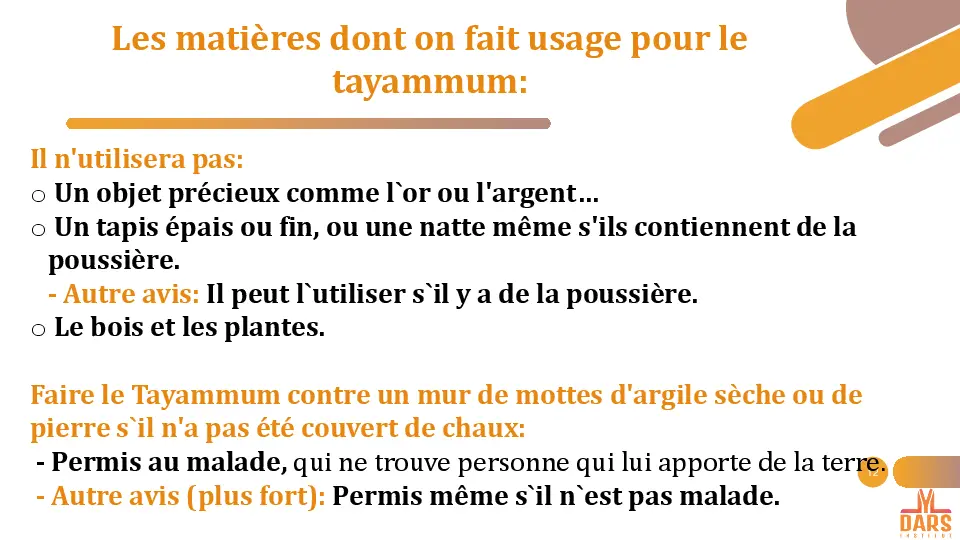 Les matières dont on fait usage pour le
tayammum:
Il n'utilisera pas:
o Un objet précieux comme l`or ou l'argent…
o Un tapis épais ou fin, ou une natte même s'ils contiennent de la
poussière.
- Autre avis: Il peut l`utiliser s`il y a de la poussière.
o Le bois et les plantes.
Faire le Tayammum contre un mur de mottes d'argile sèche ou de
pierre s`il n'a pas été couvert de chaux:
- Permis au malade, qui ne trouve personne qui lui apporte de la terre.
12
- Autre avis (plus fort): Permis même s`il n`est pas malade.
DARS
INSTITUT